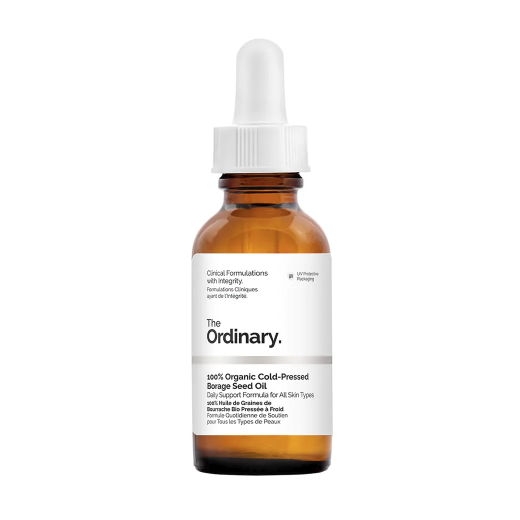 Clinical Formulations
with Integrity.
Formulations Cliniques
ayant de l'Intégrité.
UV Protective
Packaging
The
Ordinary.
100% Organic Cold-Pressed
Borage Seed Oil
Daily Support Formula for All Skin Types
100% Huile de Graines de
Bourrache Bio Pressée à Froid
Formule Quotidienne de Soutien
pour Tous les Types de Peaux